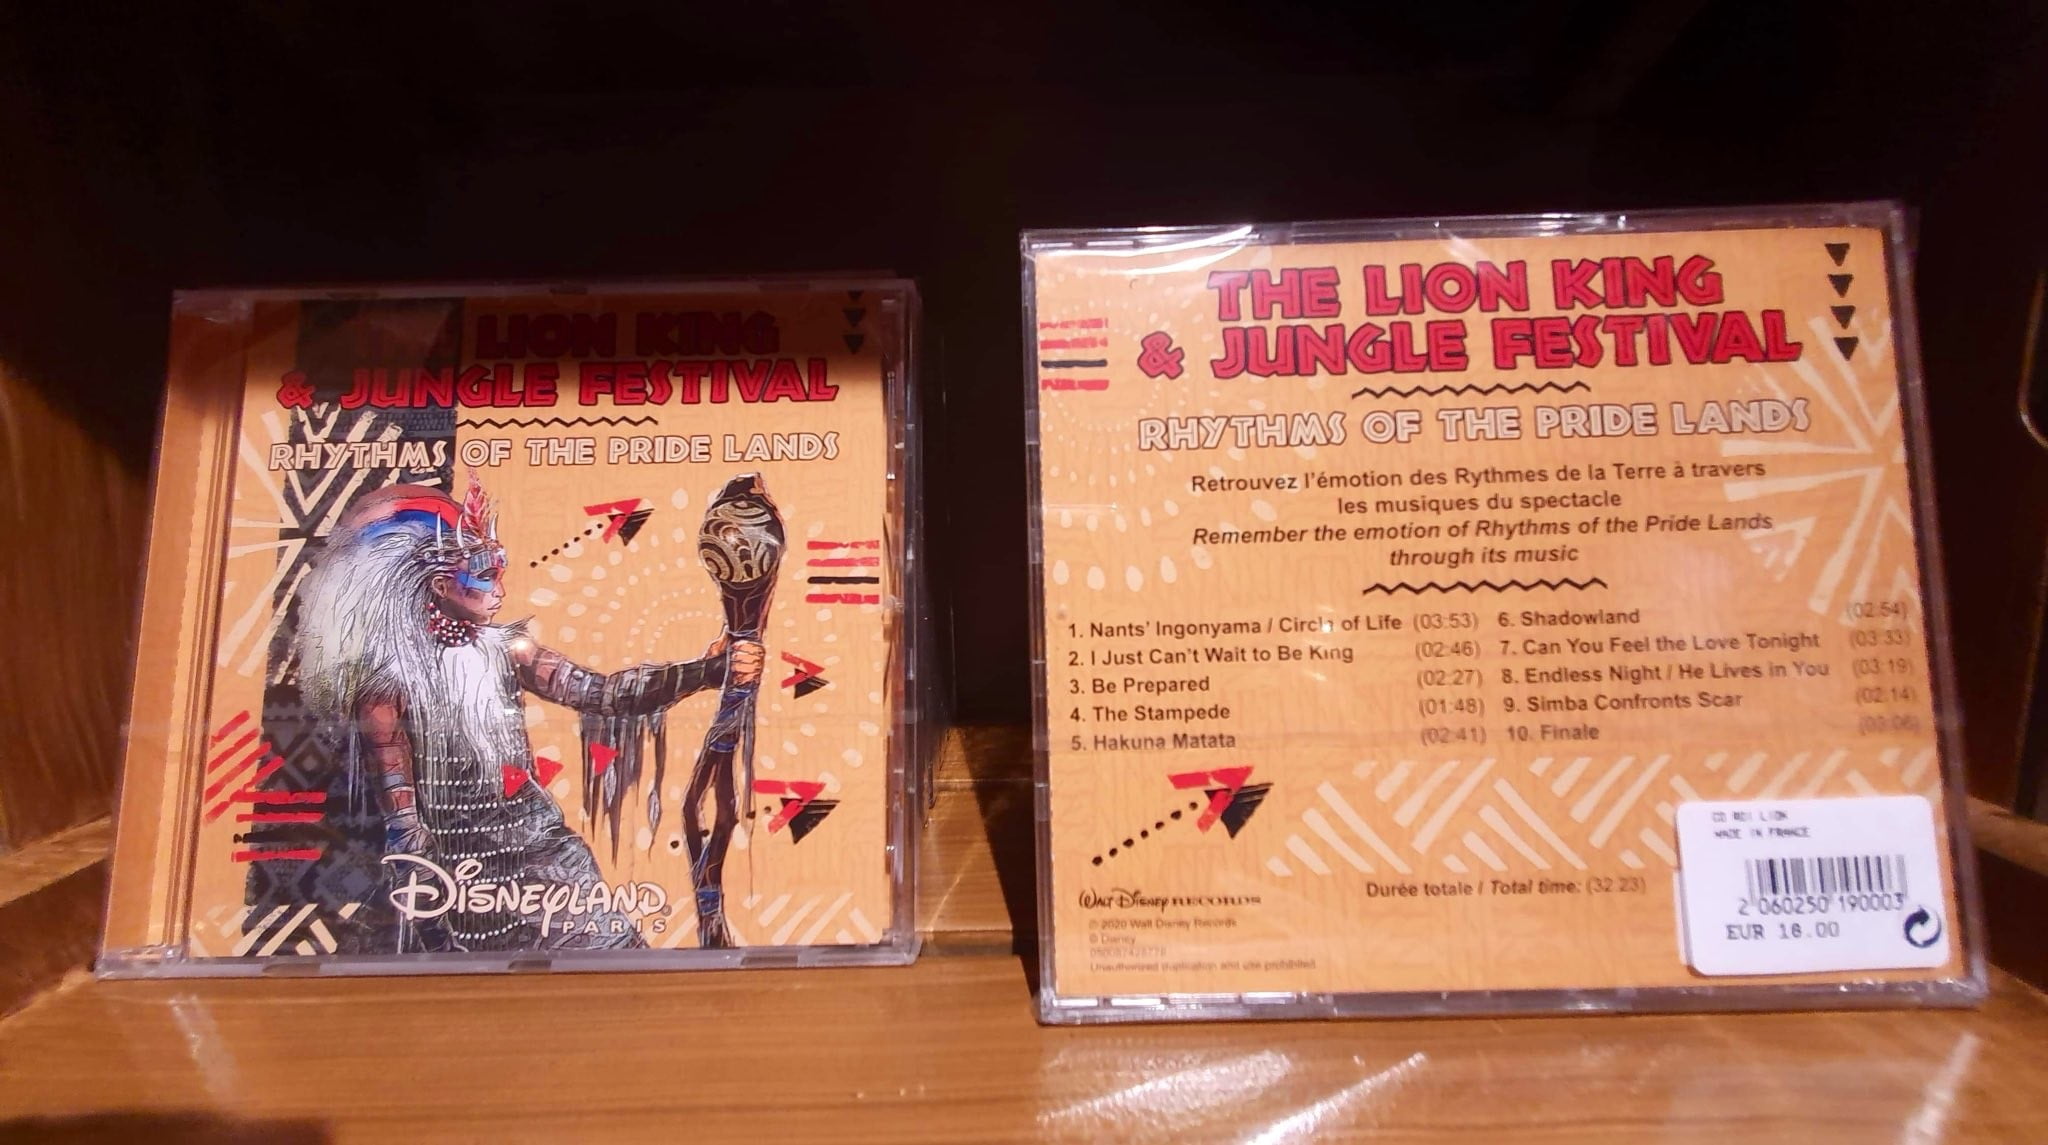 THE LION KING
& JUNGLE FESTIVAL
RHYTHMS OF THE PRIDE LANDS
DISNEYLAND®
PARIS
THE LION KING
& JUNGLE FESTIVAL
RHYTHMS OF THE PRIDE LANDS
Retrouvez l'émotion des Rythmes de la Terre à travers
les musiques du spectacle
Remember the emotion of Rhythms of the Pride Lands
through its music
1. Nants' Ingonyama / Circle of Life (03:53)
2. I Just Can't Wait to Be King (02:46)
3. Be Prepared (02:27)
4. The Stampede (01:48)
5. Hakuna Matata (02:41)
6. Shadowland (02:54)
7. Can You Feel the Love Tonight (03:33)
8. Endless Night / He Lives in You (03:19)
9. Simba Confronts Scar (02:14)
10. Finale
Durée totale / Total time: (32:23)
WALT DISNEY RECORDS
℗ 2020 Walt Disney Records
© Disney
Unauthorized duplication and use prohibited
CD ROI LION
MADE IN FRANCE
2 060250 190003
EUR 16.00